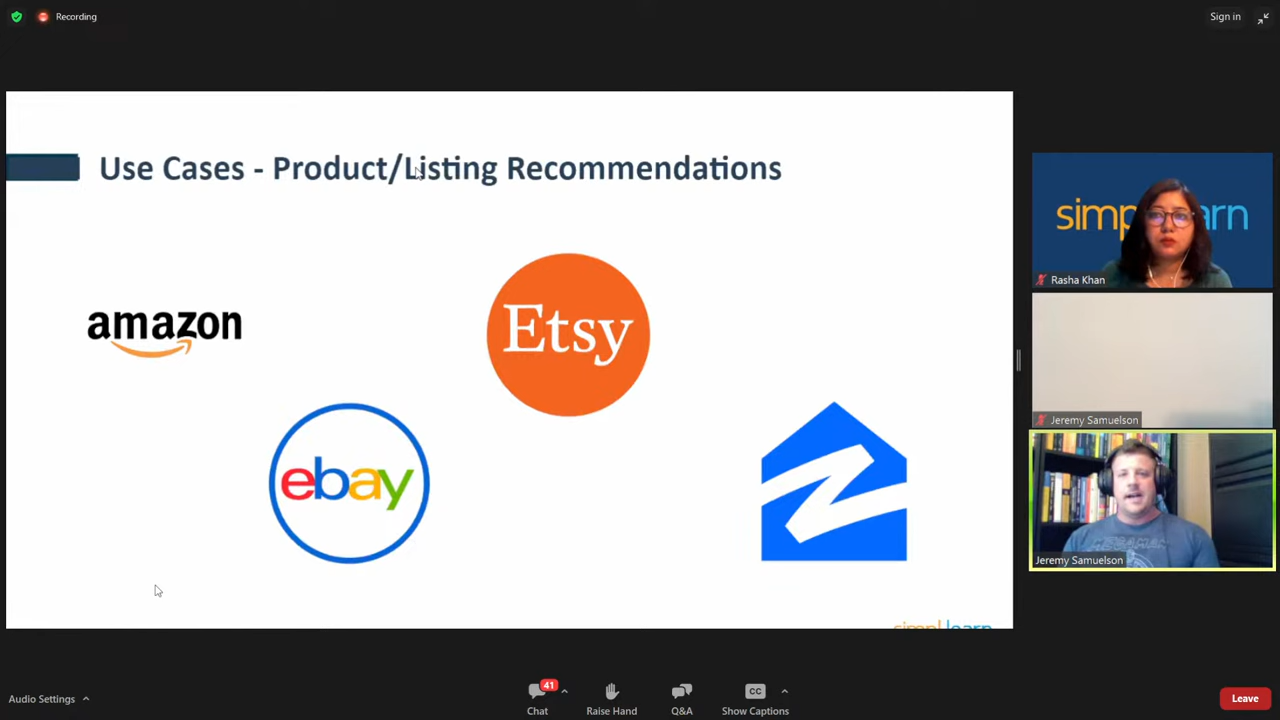 Recording
Sign in
Use Cases - Product/Listing Recommendations
amazon
Etsy
ebay
simplilearn
Rasha Khan
Jeremy Samuelson
Jeremy Samuelson
Audio Settings
41
Chat
Raise Hand
Q&A
CC
Show Captions
Leave